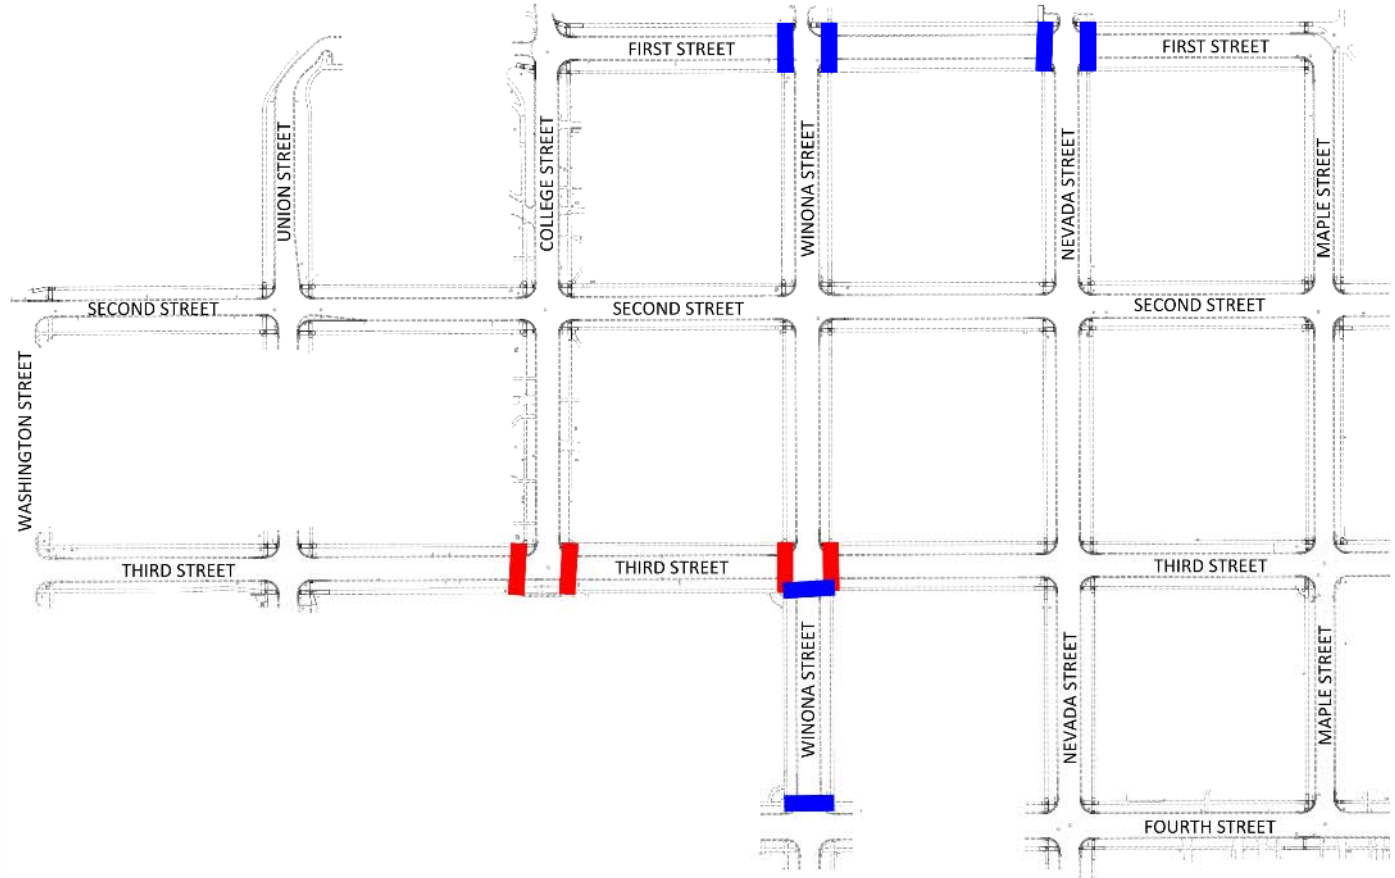 FIRST STREET
FIRST STREET
UNION STREET
COLLEGE STREET
WINONA STREET
NEVADA STREET
MAPLE STREET
SECOND STREET
SECOND STREET
SECOND STREET
WASHINGTON STREET
THIRD STREET
THIRD STREET
THIRD STREET
WINONA STREET
NEVADA STREET
MAPLE STREET
FOURTH STREET